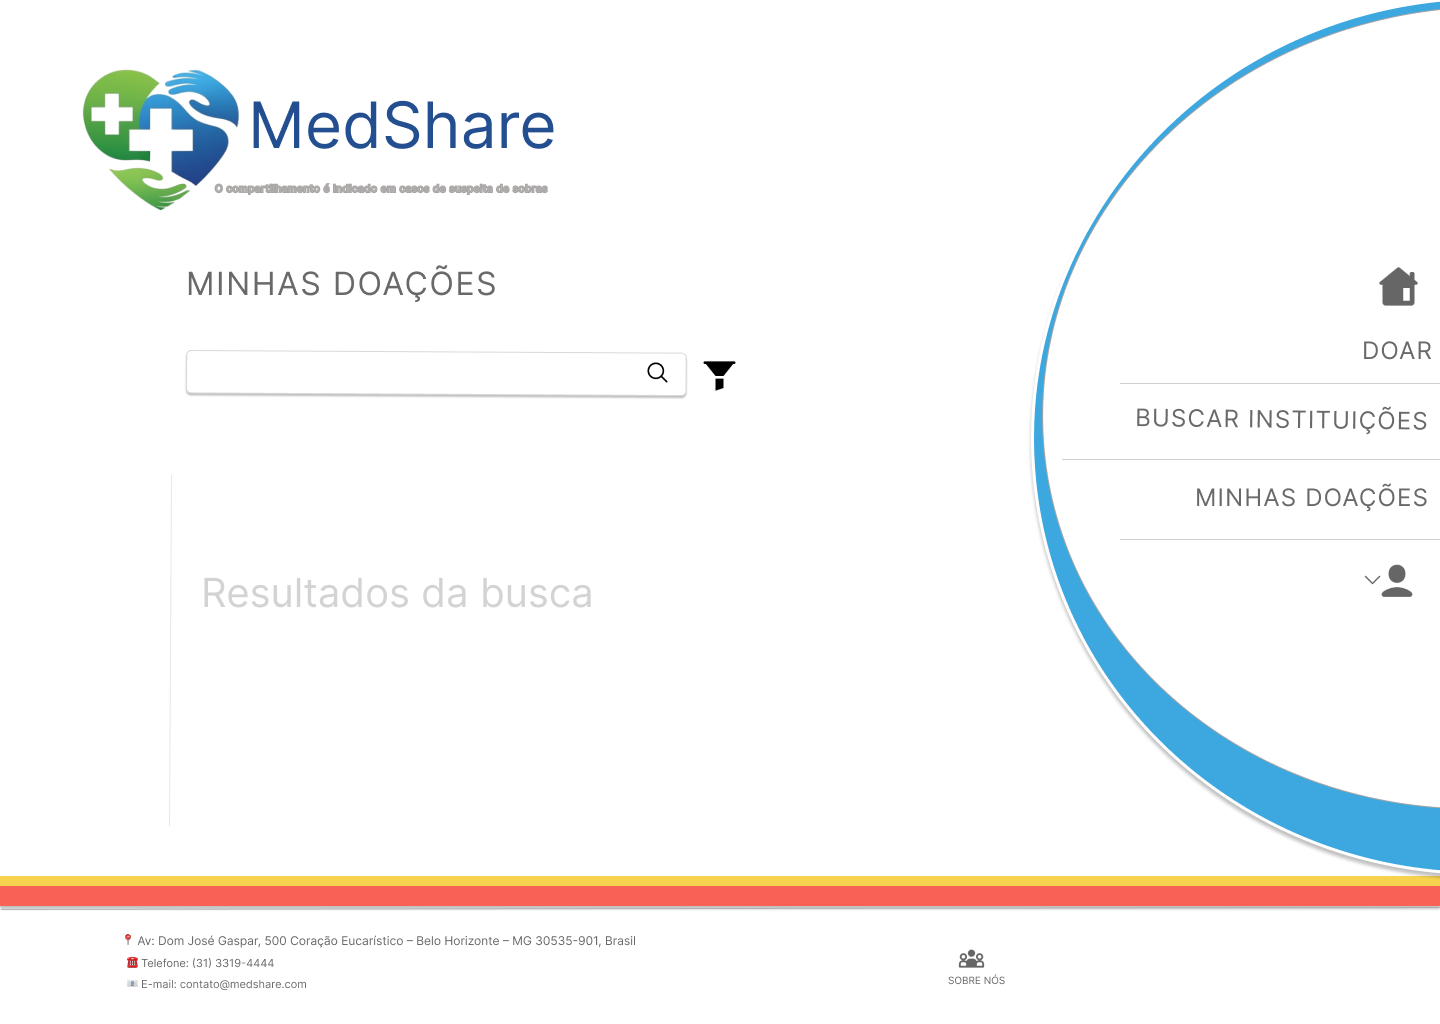 MedShare
O compartilhamento é indicado em casos de suspeita de sobras
MINHAS DOAÇÕES
Resultados da busca
DOAR
BUSCAR INSTITUIÇÕES
MINHAS DOAÇÕES
Av: Dom José Gaspar, 500 Coração Eucarístico – Belo Horizonte – MG 30535-901, Brasil
Telefone: (31) 3319-4444
E-mail: contato@medshare.com
SOBRE NÓS